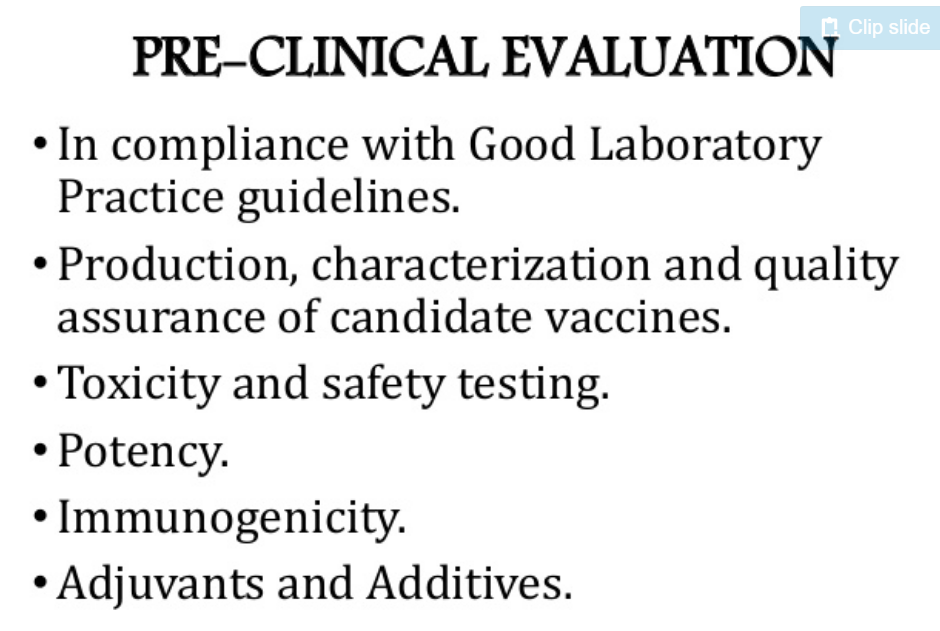 Clip slide
PRE-CLINICAL EVALUATION
• In compliance with Good Laboratory
Practice guidelines.
• Production, characterization and quality
assurance of candidate vaccines.
• Toxicity and safety testing.
• Potency.
• Immunogenicity.
• Adjuvants and Additives.